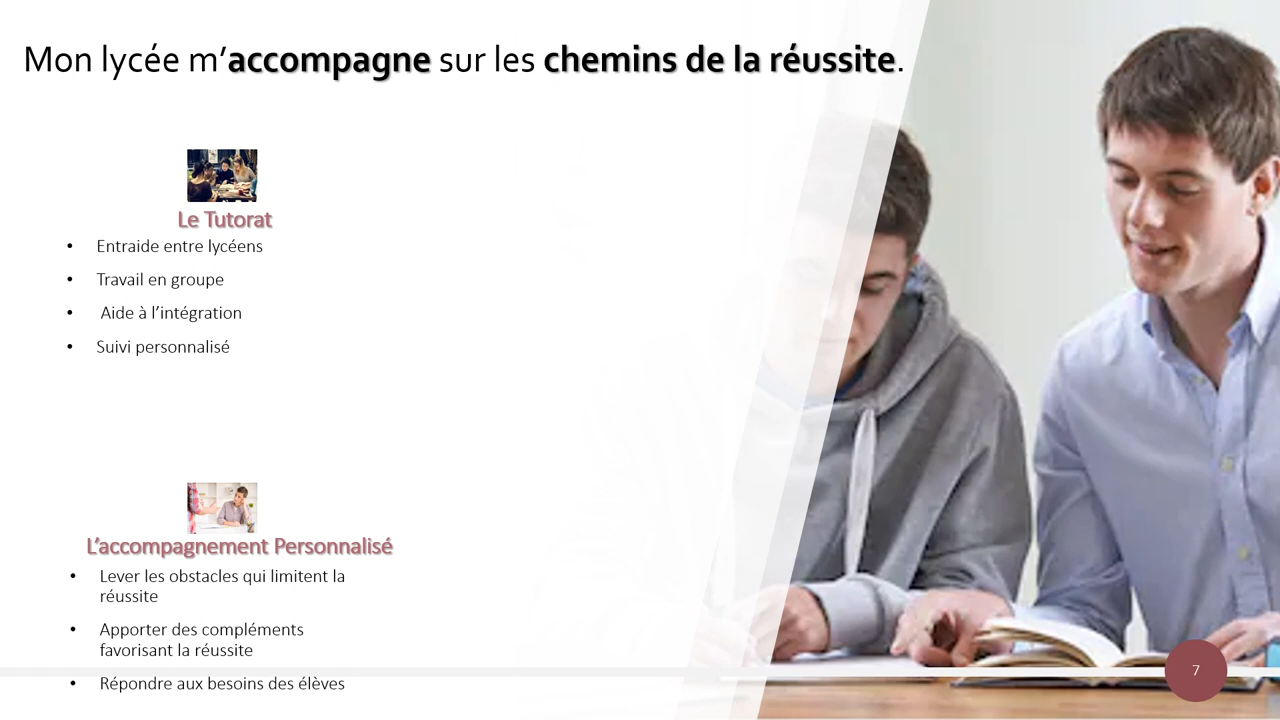 Mon lycée m’accompagne sur les chemins de la réussite.
Le Tutorat
• Entraide entre lycéens
• Travail en groupe
• Aide à l’intégration
• Suivi personnalisé
L’accompagnement Personnalisé
• Lever les obstacles qui limitent la
réussite
• Apporter des compléments
favorisant la réussite
• Répondre aux besoins des élèves
7